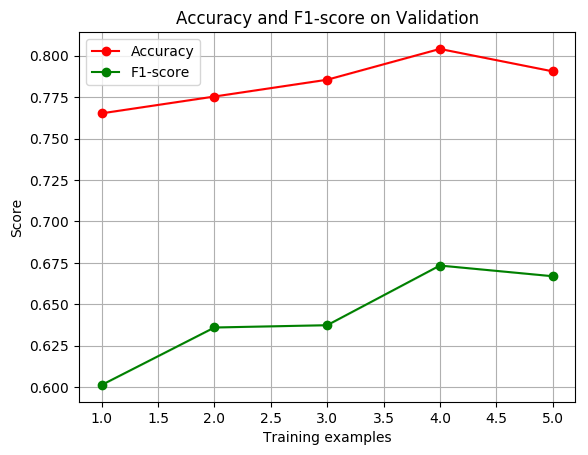 Accuracy and F1-score on Validation
Accuracy
F1-score
0.800
0.775
0.750
0.725
0.700
0.675
0.650
0.625
0.600
Score
1.0 1.5 2.0 2.5 3.0 3.5 4.0 4.5 5.0
Training examples